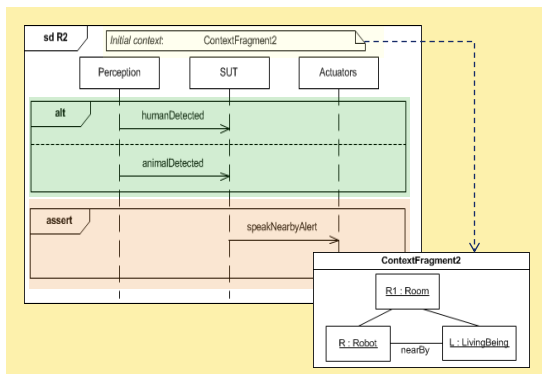 sd R2
Initial context: ContextFragment2
Perception SUT Actuators
alt
humanDetected
animalDetected
assert
speakNearbyAlert
ContextFragment2
R1 : Room
R : Robot
nearBy
L : LivingBeing